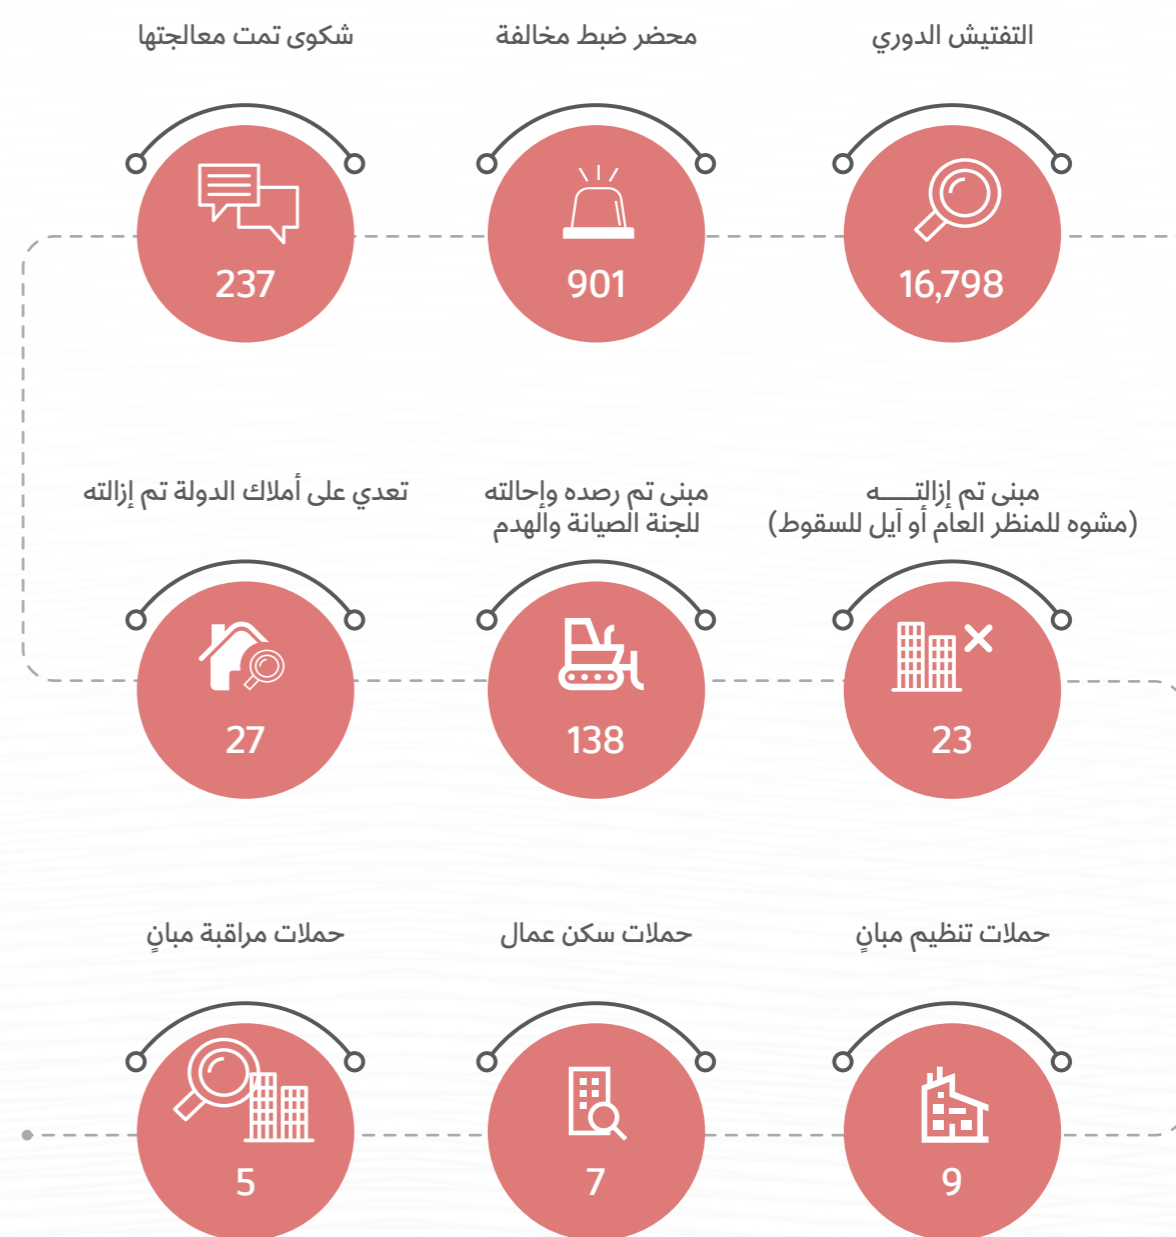 التفتيش الدوري
16,798
محضر ضبط مخالفة
901
شكوى تمت معالجتها
237
مبنى تم إزالتـــــه
(مشوه للمنظر العام أو آيل للسقوط)
23
مبنى تم رصده وإحالته
للجنة الصيانة والهدم
138
تعدي على أملاك الدولة تم إزالته
27
حملات تنظيم مبانٍ
9
حملات سكن عمال
7
حملات مراقبة مبانٍ
5